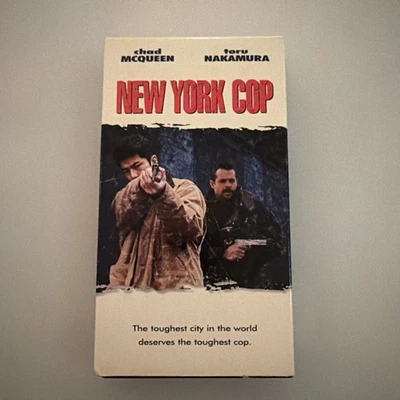 chad toru
MCQUEEN NAKAMURA
NEW YORK COP
The toughest city in the world
deserves the toughest cop.